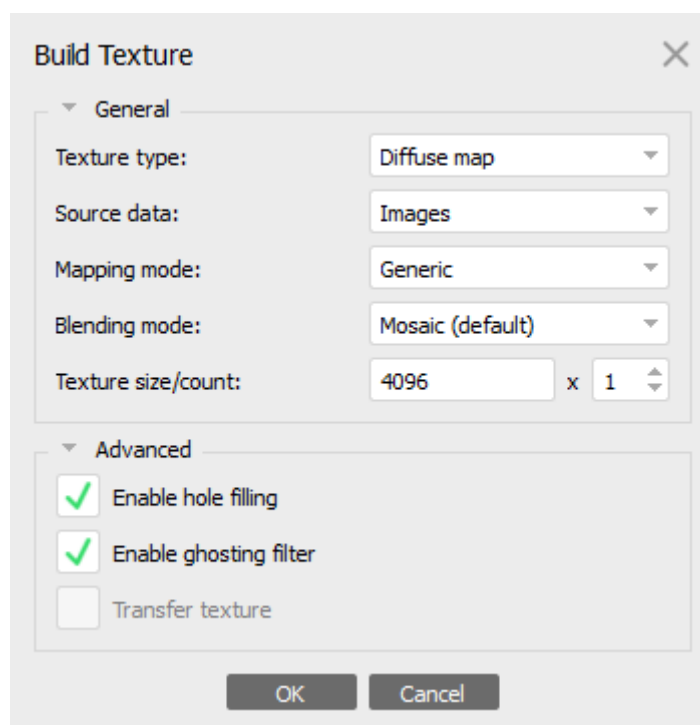 Build Texture
General
Texture type: Diffuse map
Source data: Images
Mapping mode: Generic
Blending mode: Mosaic (default)
Texture size/count: 4096 x 1
Advanced
Enable hole filling
Enable ghosting filter
Transfer texture
OK Cancel